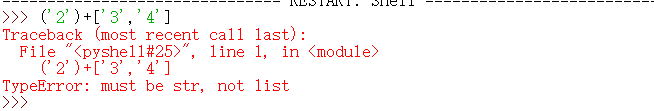 RESTART: Shell
>>> ('2')+['3','4']
Traceback (most recent call last):
  File "<pyshell#25>", line 1, in <module>
    ('2')+['3','4']
TypeError: must be str, not list
>>>